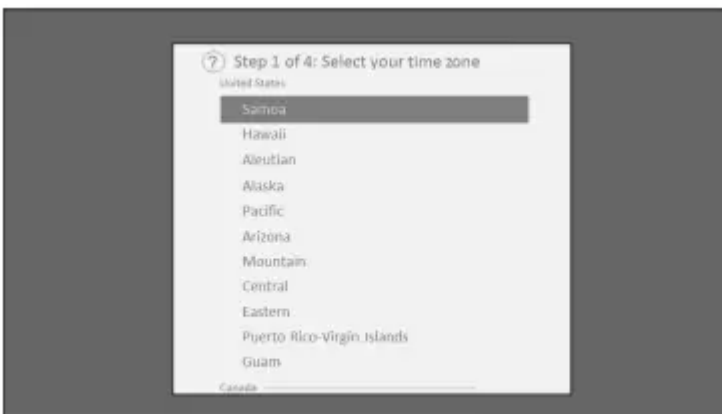 ? Step 1 of 4: Select your time zone
United States
Samoa
Hawaii
Aleutian
Alaska
Pacific
Arizona
Mountain
Central
Eastern
Puerto Rico-Virgin Islands
Guam
Canada